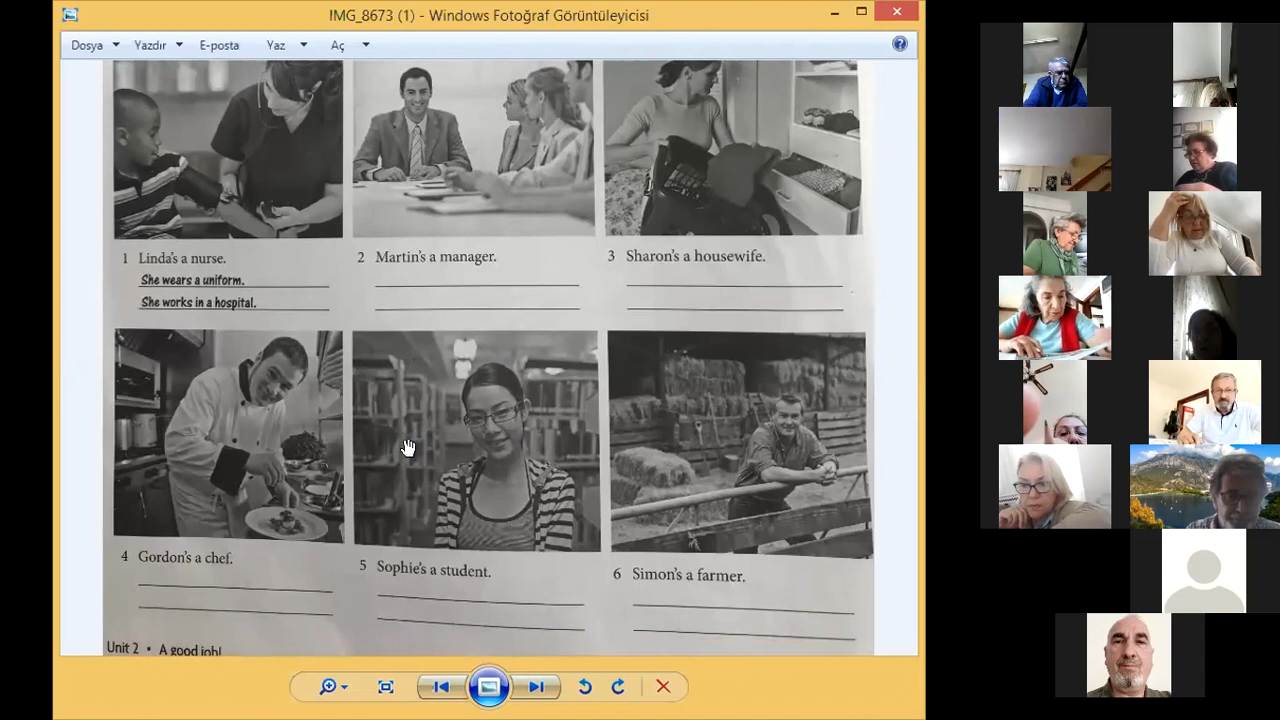 IMG_8673 (1) - Windows Fotoğraf Görüntüleyicisi
Dosya Yazdır E-posta Yaz Aç
1 Linda's a nurse.
She wears a uniform.
She works in a hospital.
2 Martin's a manager.
3 Sharon's a housewife.
4 Gordon's a chef.
5 Sophie's a student.
6 Simon's a farmer.
Unit 2 • A good job!